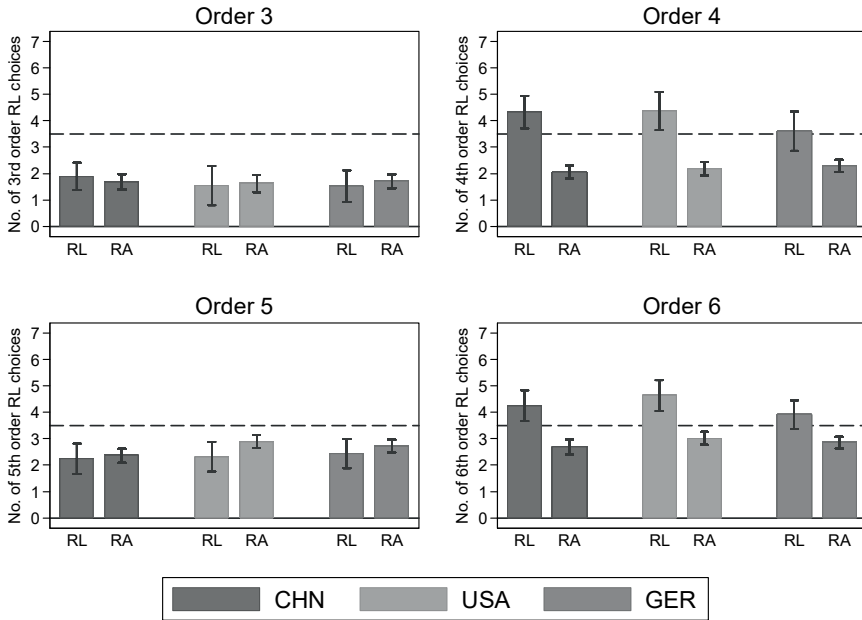 Order 3
No. of 3rd order RL choices
7
6
5
4
3
2
1
0
RL RA RL RA RL RA
Order 4
No. of 4th order RL choices
7
6
5
4
3
2
1
0
RL RA RL RA RL RA
Order 5
No. of 5th order RL choices
7
6
5
4
3
2
1
0
RL RA RL RA RL RA
Order 6
No. of 6th order RL choices
7
6
5
4
3
2
1
0
RL RA RL RA RL RA
CHN USA GER